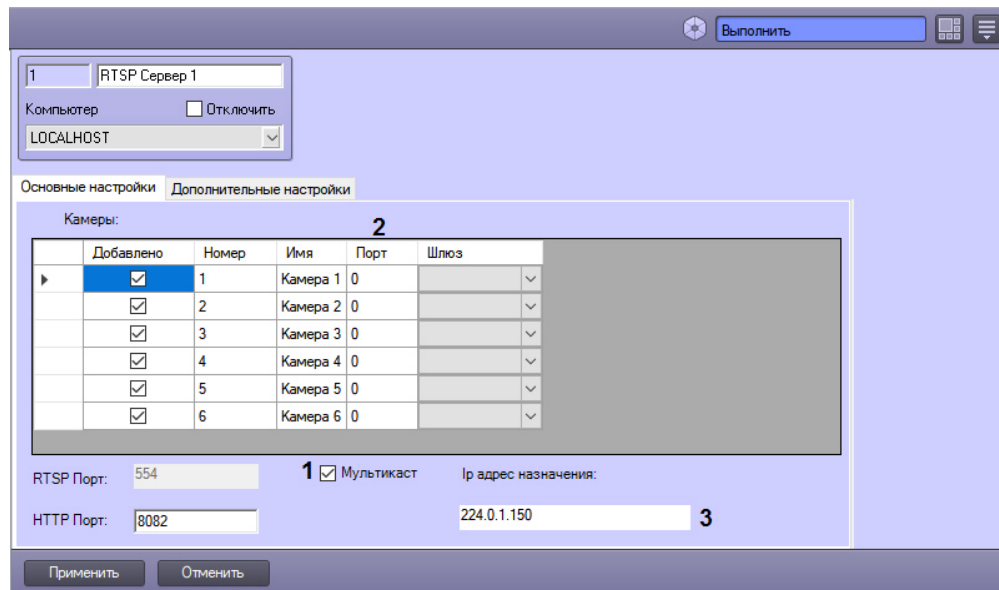 Выполнить
1 RTSP Сервер 1
Компьютер Отключить
LOCALHOST
Основные настройки Дополнительные настройки
Камеры: 2
Добавлено Номер Имя Порт Шлюз
1 Камера 1 0
2 Камера 2 0
3 Камера 3 0
4 Камера 4 0
5 Камера 5 0
6 Камера 6 0
RTSP Порт: 554 1 Мультикаст Ip адрес назначения:
HTTP Порт: 8082 224.0.1.150 3
Применить Отменить